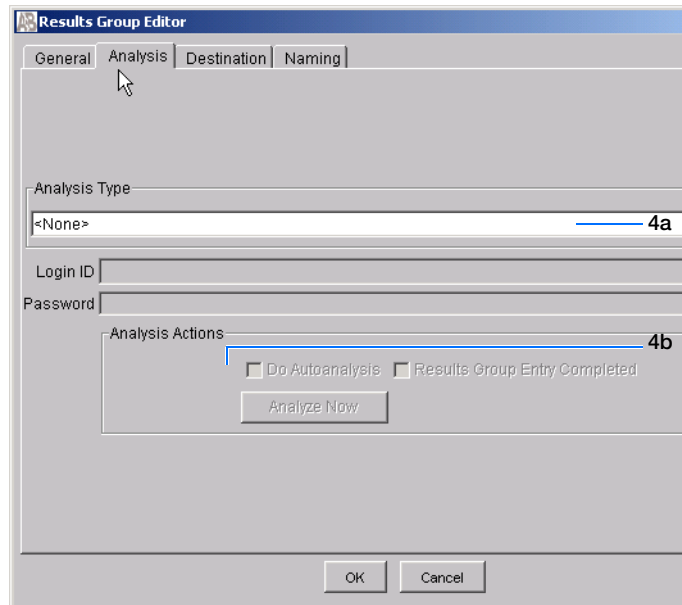 AB Results Group Editor
General Analysis Destination Naming
Analysis Type
<None> 4a
Login ID
Password
Analysis Actions
4b
Do Autoanalysis Results Group Entry Completed
Analyze Now
OK Cancel